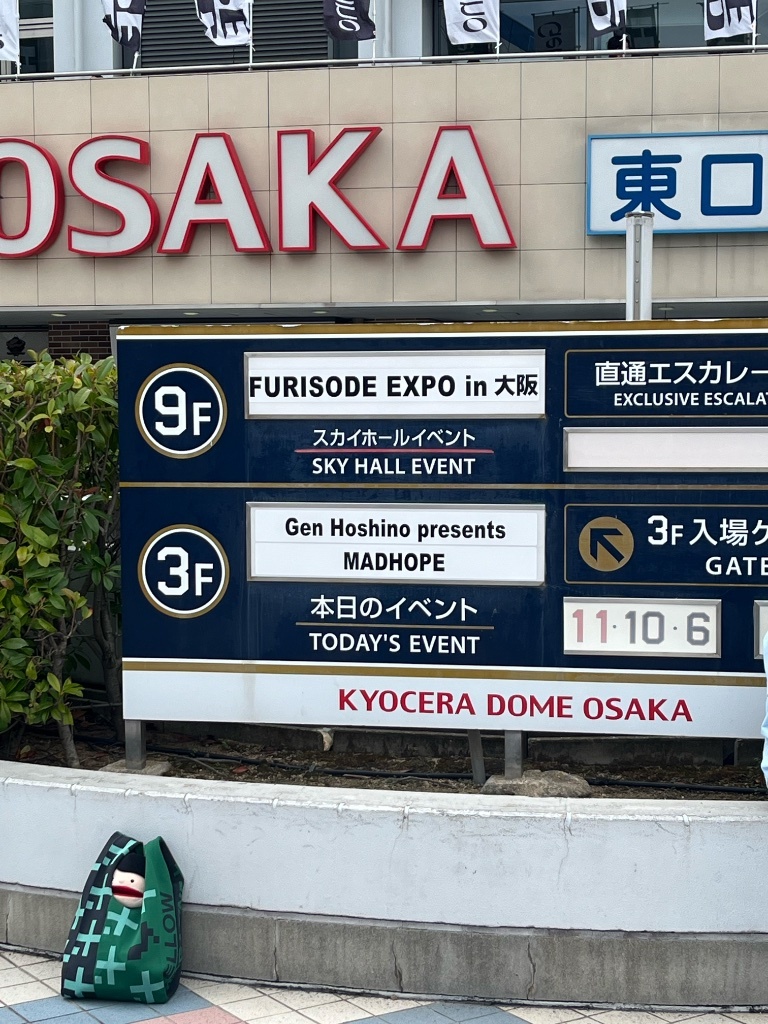 OSAKA
東口
9F
FURISODE EXPO in 大阪
スカイホールイベント
SKY HALL EVENT
直通エスカレー
EXCLUSIVE ESCALAT
3F
Gen Hoshino presents
MADHOPE
本日のイベント
TODAY'S EVENT
3F入場ゲ
GATE
11・10・6
KYOCERA DOME OSAKA